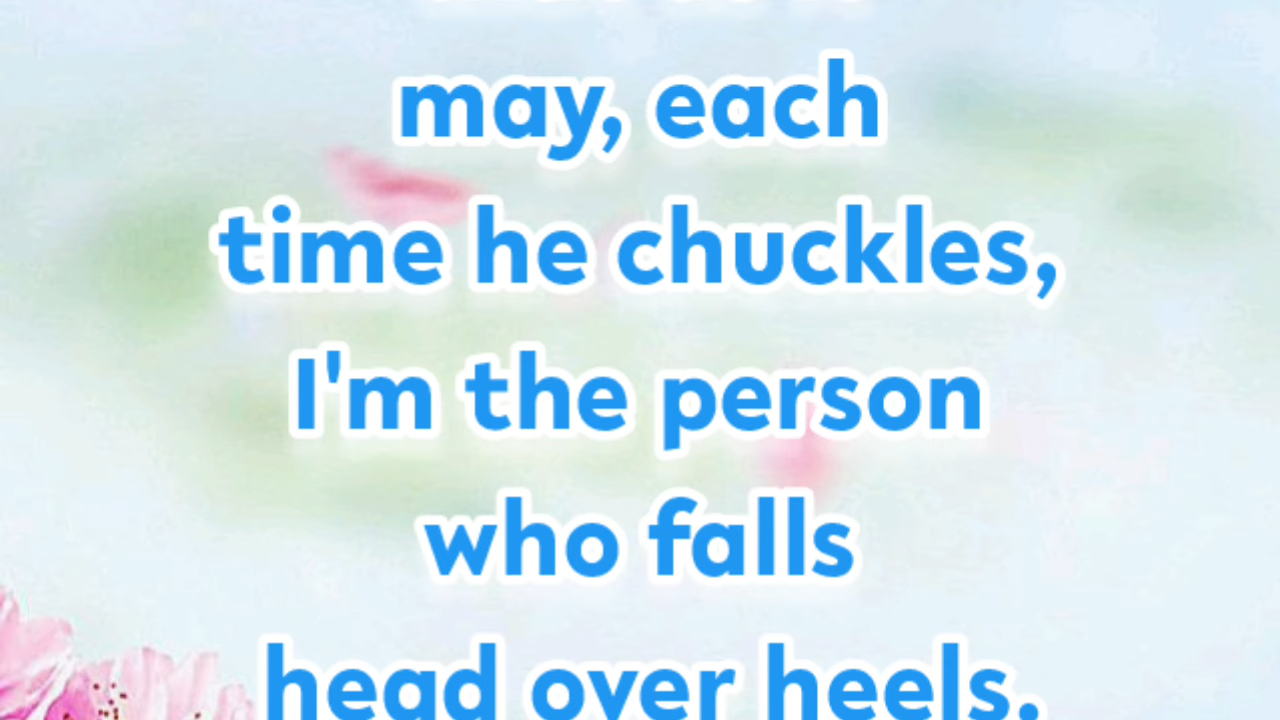 may, each
time he chuckles,
I'm the person
who falls
head over heels.